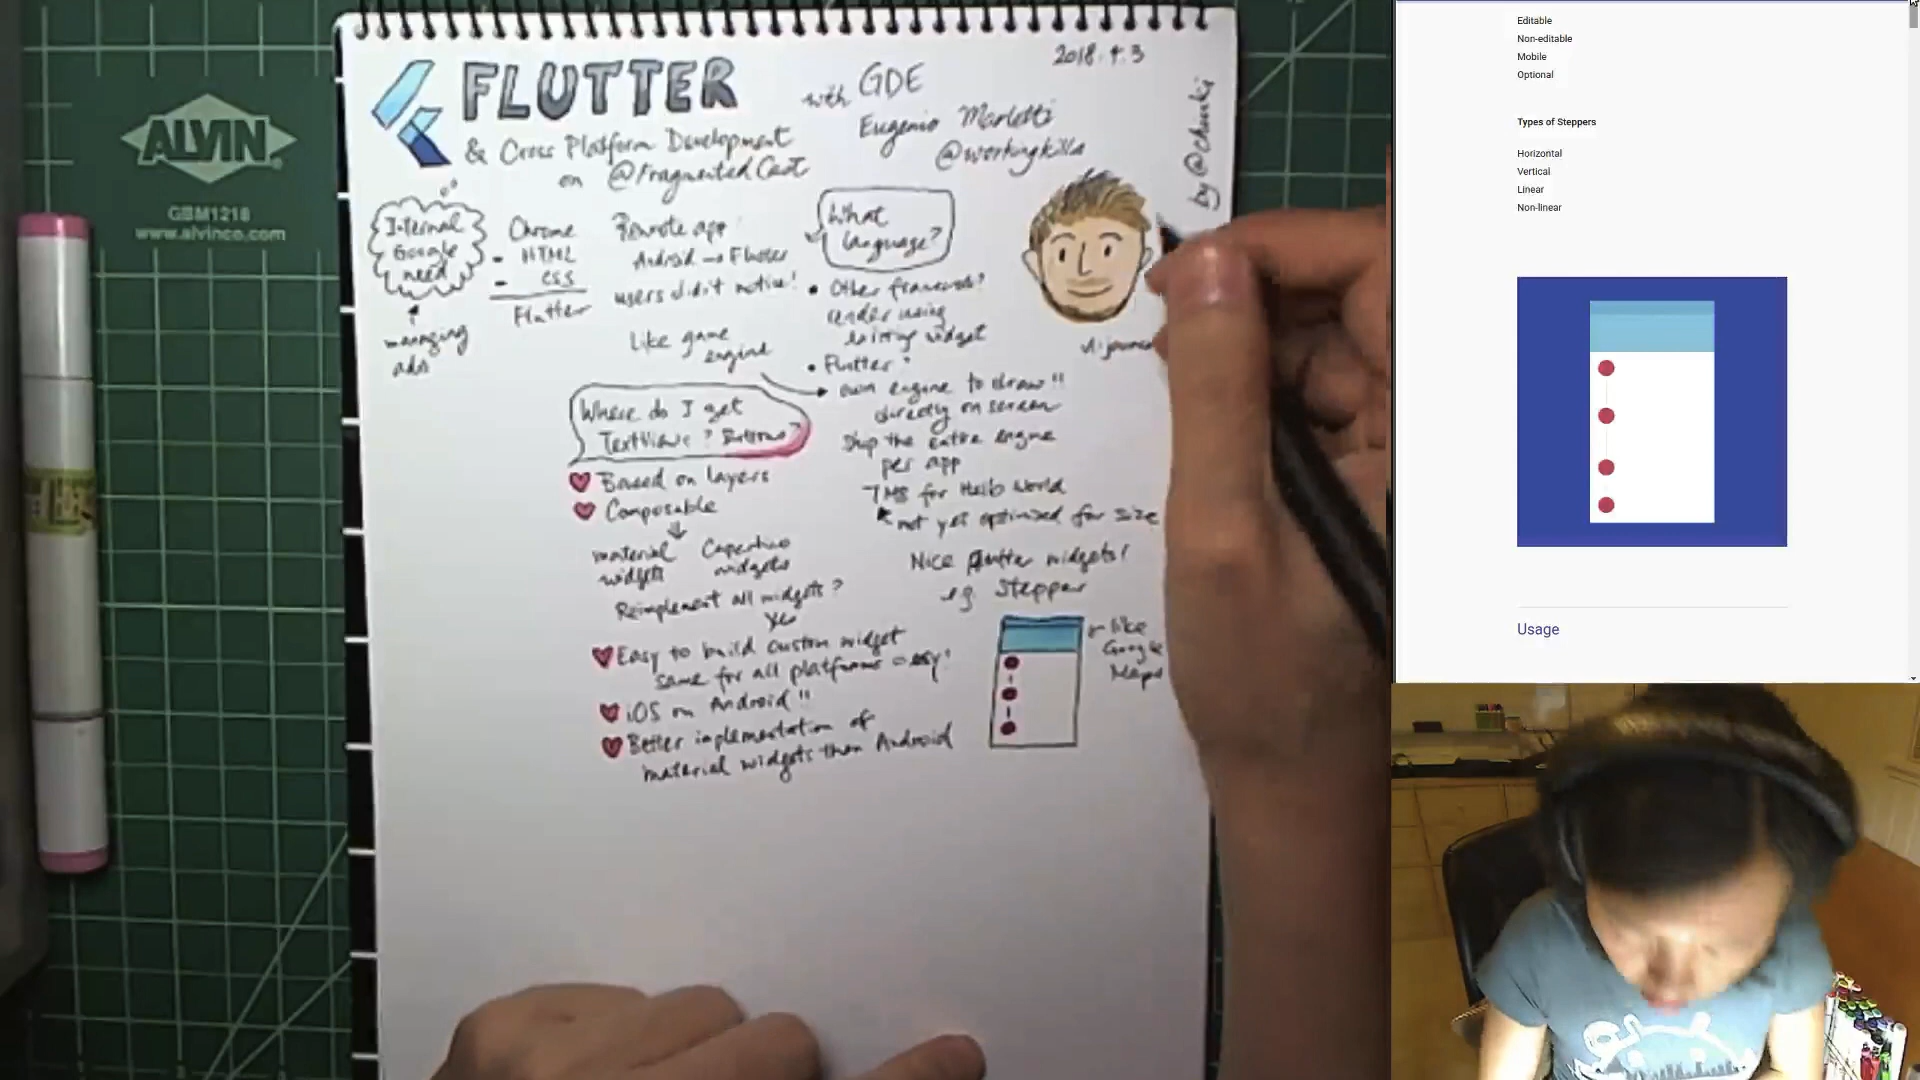 ALVIN
GBM1218
www.alvinco.com
2018.4.3
FLUTTER
with GDE
Eugenio Marletti
@workingkills
& Cross Platform Development
on @FragmentedCast
by @chiuki
Internal
Google
need
managing
ads
Chrome
- HTML
- CSS
Flutter
Rewrote app
Android → Flutter
users didn't notice!
Like game
engine
What
language?
• Other framework?
render using
existing widget
• Flutter
own engine to draw!!
directly on screen
Ship the entire engine
per app
7MB for Hello World
not yet optimized for size
Where do I get
TextViews? Buttons?
Based on layers
Composable
material
widgets
Cupertino
widgets
Reimplement all widgets?
Yes
Easy to build custom widget
same for all platforms = easy!
iOS on Android!!
Better implementation of
material widgets than Android
Nice flutter widgets!
eg. Stepper
like
Google
Maps
Editable
Non-editable
Mobile
Optional
Types of Steppers
Horizontal
Vertical
Linear
Non-linear
Usage